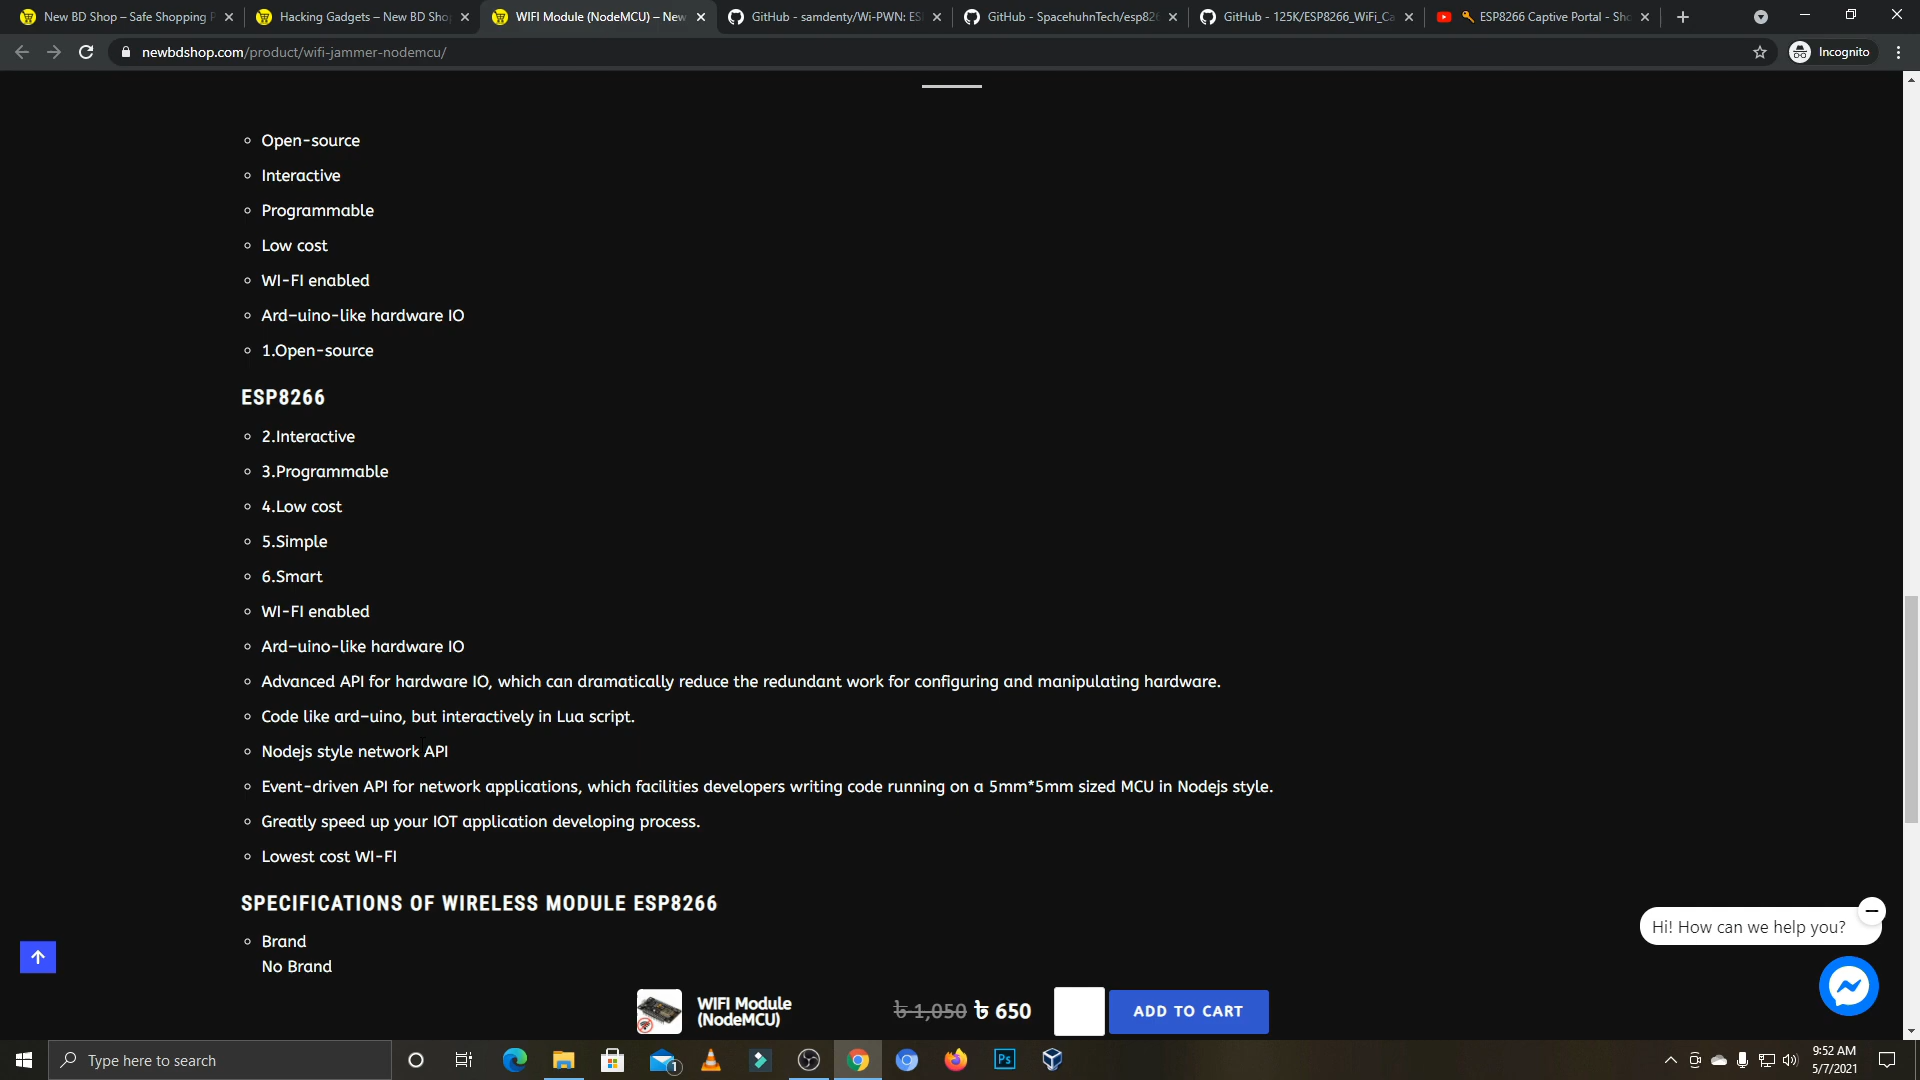 New BD Shop – Safe Shopping P
Hacking Gadgets – New BD Sho
WIFI Module (NodeMCU) – New
GitHub - samdenty/Wi-PWN: ES
GitHub - SpacehuhnTech/esp826
GitHub - 125K/ESP8266_WiFi_Ca
ESP8266 Captive Portal - Sho
newbdshop.com/product/wifi-jammer-nodemcu/
Incognito
Open-source
Interactive
Programmable
Low cost
WI-FI enabled
Ard-uino-like hardware IO
1.Open-source
ESP8266
2.Interactive
3.Programmable
4.Low cost
5.Simple
6.Smart
WI-FI enabled
Ard-uino-like hardware IO
Advanced API for hardware IO, which can dramatically reduce the redundant work for configuring and manipulating hardware.
Code like ard-uino, but interactively in Lua script.
Nodejs style network API
Event-driven API for network applications, which facilities developers writing code running on a 5mm*5mm sized MCU in Nodejs style.
Greatly speed up your IOT application developing process.
Lowest cost WI-FI
SPECIFICATIONS OF WIRELESS MODULE ESP8266
Brand
No Brand
Hi! How can we help you?
WIFI Module
(NodeMCU)
৳ 1,050 ৳ 650
ADD TO CART
Type here to search
1
Ps
9:52 AM
5/7/2021